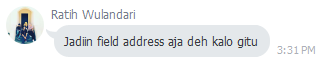 Ratih Wulandari
Jadiin field address aja deh kalo gitu
3:31 PM